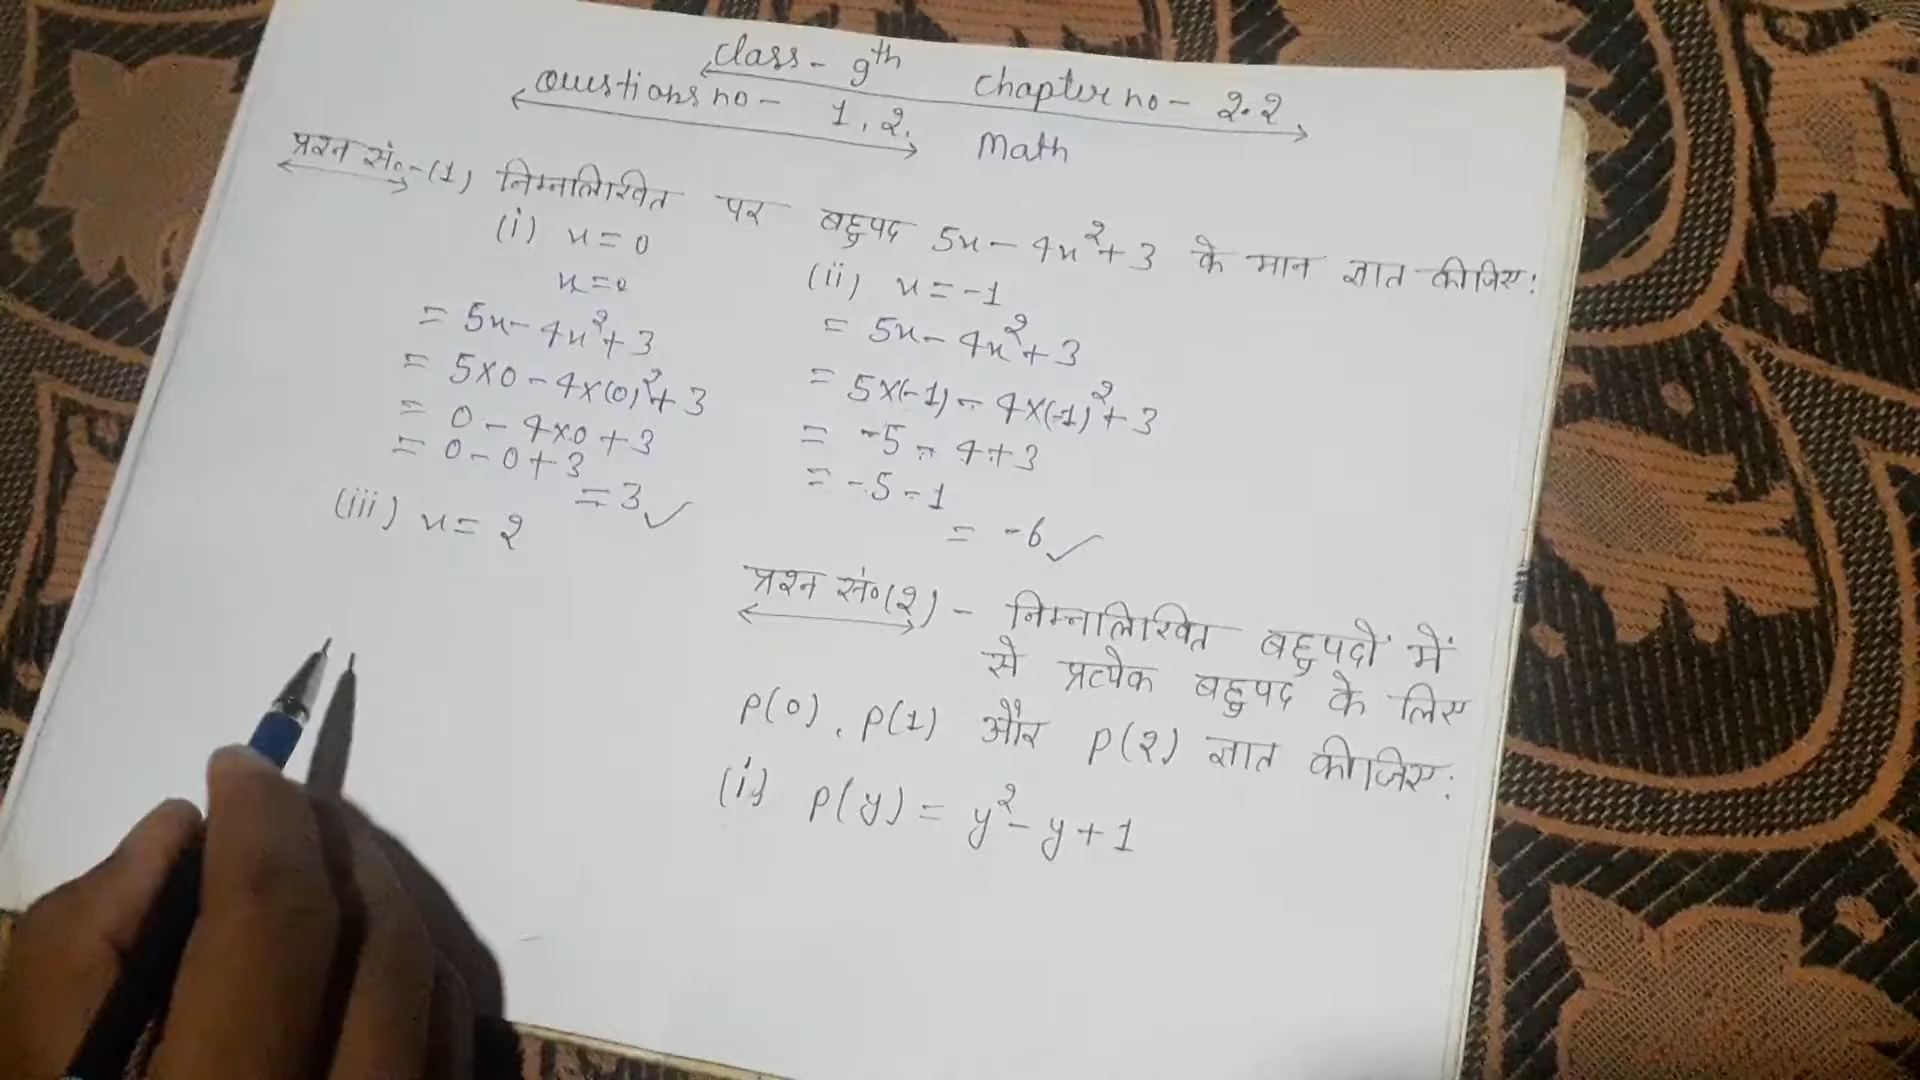 Class - 9th Chapter no - 2.2
Questions no - 1, 2. Math
प्रश्न सं० - (1) निम्नलिखित पर बहुपद 5x - 4x² + 3 के मान ज्ञात कीजिए:
(i) x = 0
x = 0
= 5x - 4x² + 3
= 5×0 - 4×(0)² + 3
= 0 - 4×0 + 3
= 0 - 0 + 3
= 3 ✓
(ii) x = -1
= 5x - 4x² + 3
= 5×(-1) - 4×(-1)² + 3
= -5 - 4 + 3
= -5 - 1
= -6 ✓
(iii) x = 2
प्रश्न सं० (2) - निम्नलिखित बहुपदों में
से प्रत्येक बहुपद के लिए
p(0), p(1) और p(2) ज्ञात कीजिए:
(i) p(y) = y² - y + 1